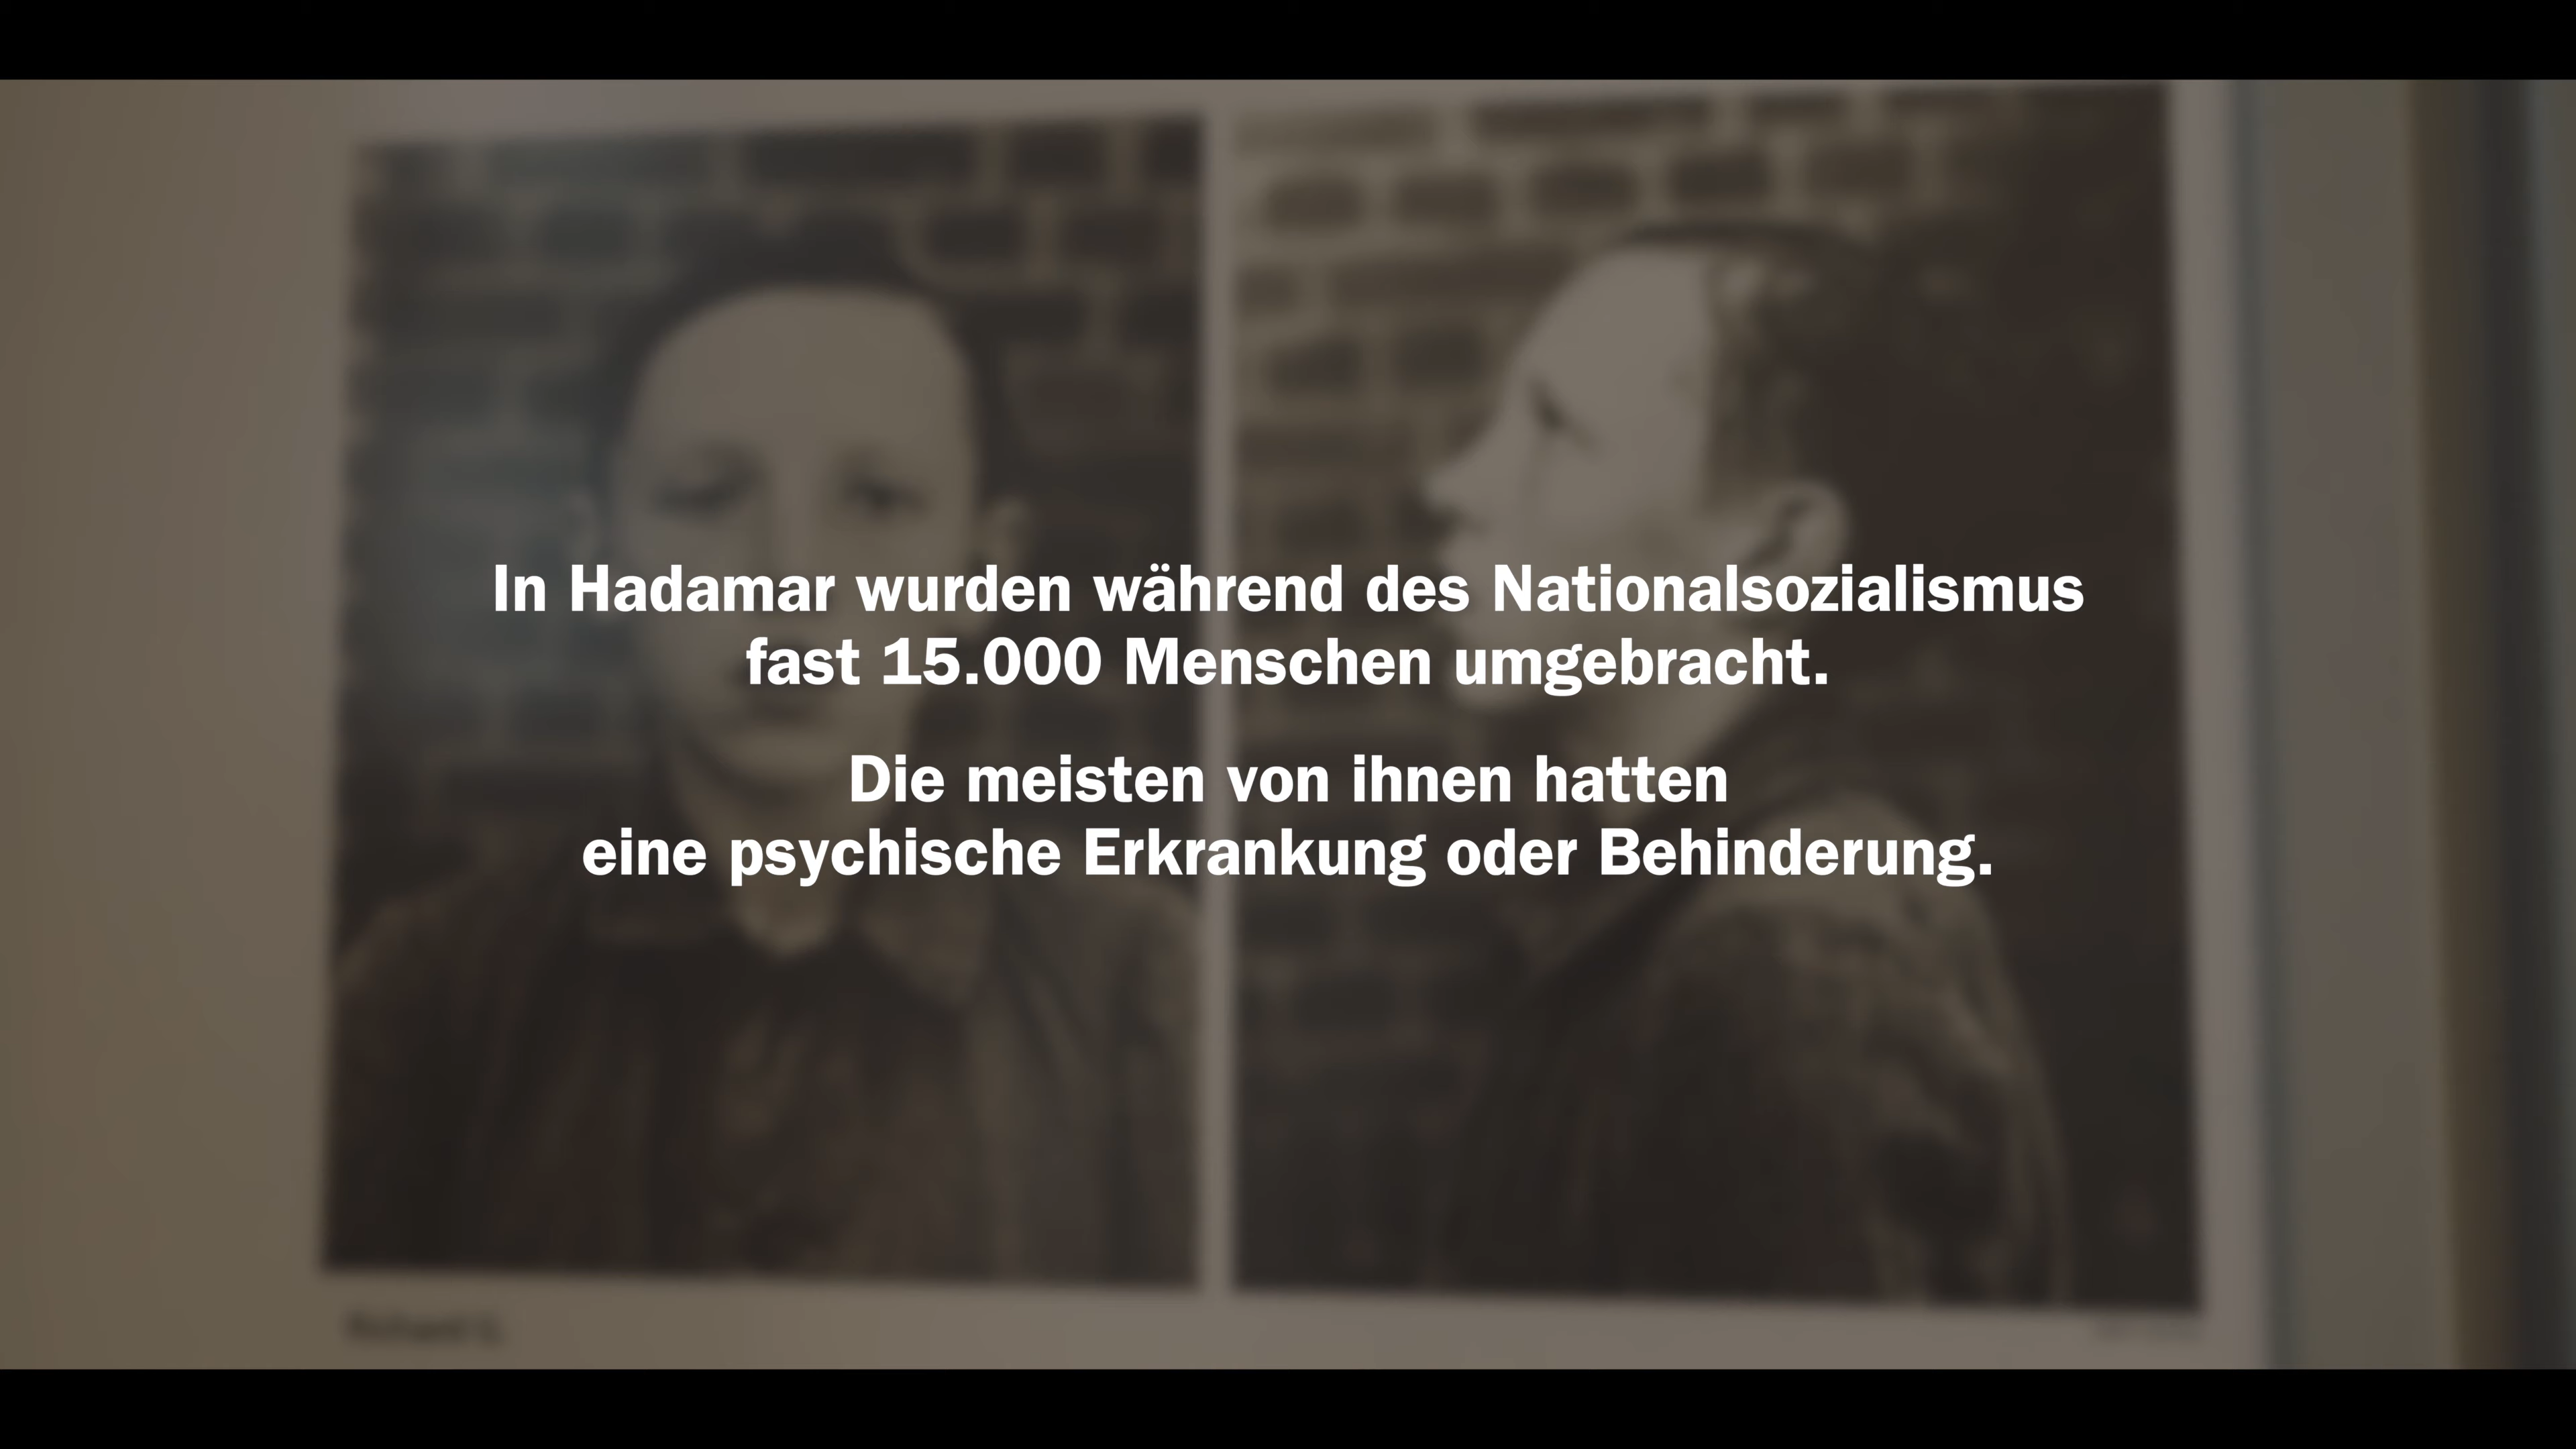 In Hadamar wurden während des Nationalsozialismus
fast 15.000 Menschen umgebracht.
Die meisten von ihnen hatten
eine psychische Erkrankung oder Behinderung.